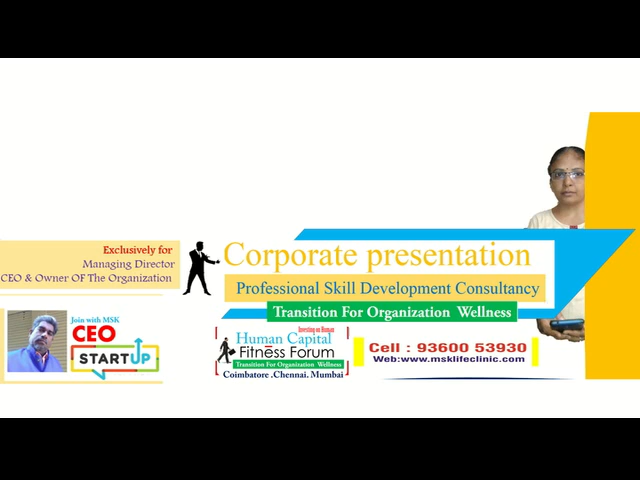 Exclusively for
Managing Director
CEO & Owner OF The Organization
Join with MSK
CEO
STARTUP
Corporate presentation
Professional Skill Development Consultancy
Transition For Organization Wellness
Investing on Human
Human Capital
Fitness Forum
Transition For Organization Wellness
Coimbatore .Chennai. Mumbai
Cell : 93600 53930
Web:www.msklifeclinic.com